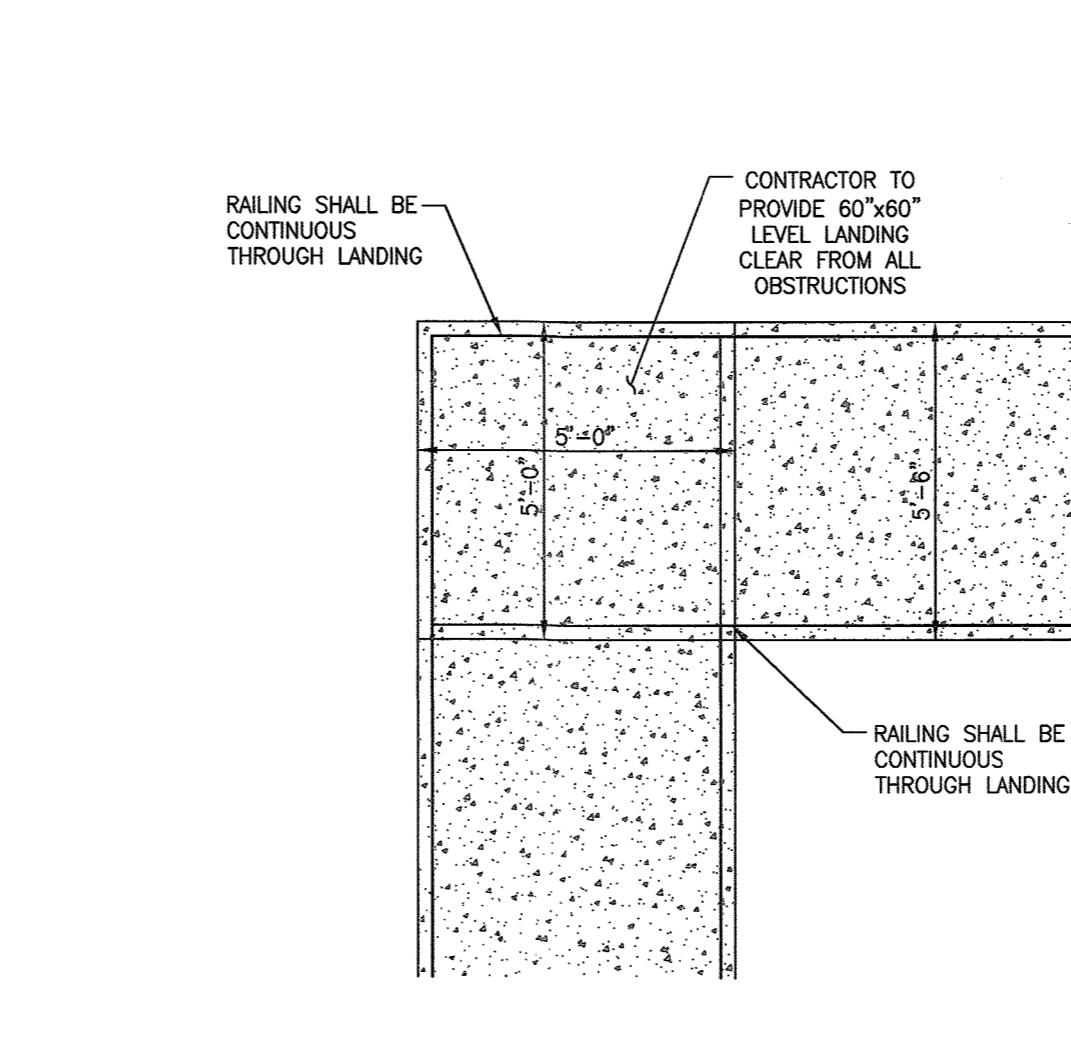 RAILING SHALL BE
CONTINUOUS
THROUGH LANDING
CONTRACTOR TO
PROVIDE 60"x60"
LEVEL LANDING
CLEAR FROM ALL
OBSTRUCTIONS
5'-0"
5'-0"
5'-6"
RAILING SHALL BE
CONTINUOUS
THROUGH LANDING